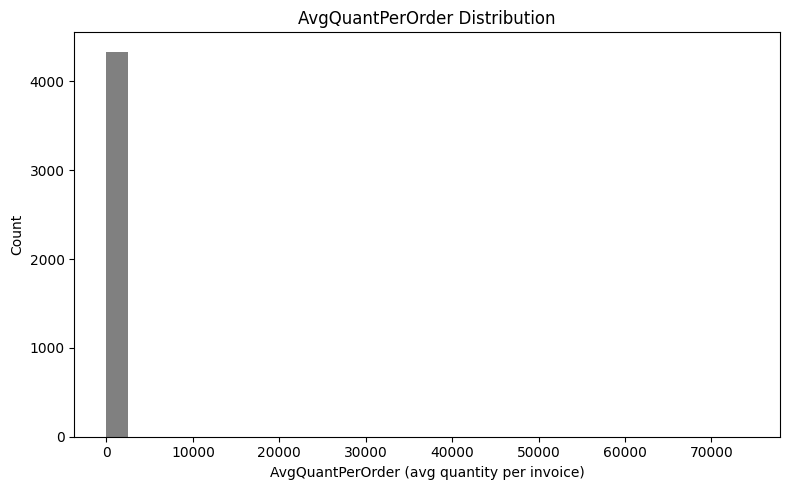 AvgQuantPerOrder Distribution
4000
3000
2000
1000
0
Count
0 10000 20000 30000 40000 50000 60000 70000
AvgQuantPerOrder (avg quantity per invoice)